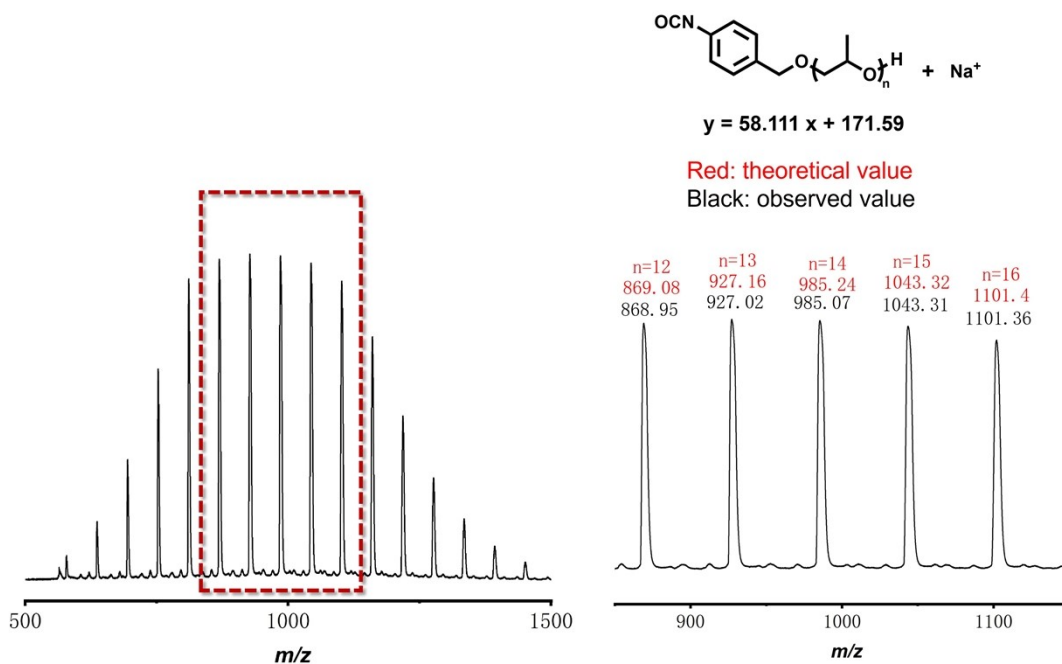 OCN
O
O
H
n
+ Na⁺
y = 58.111 x + 171.59
Red: theoretical value
Black: observed value
n=12
869.08
868.95
n=13
927.16
927.02
n=14
985.24
985.07
n=15
1043.32
1043.31
n=16
1101.4
1101.36
500
1000
1500
m/z
900
1000
1100
m/z